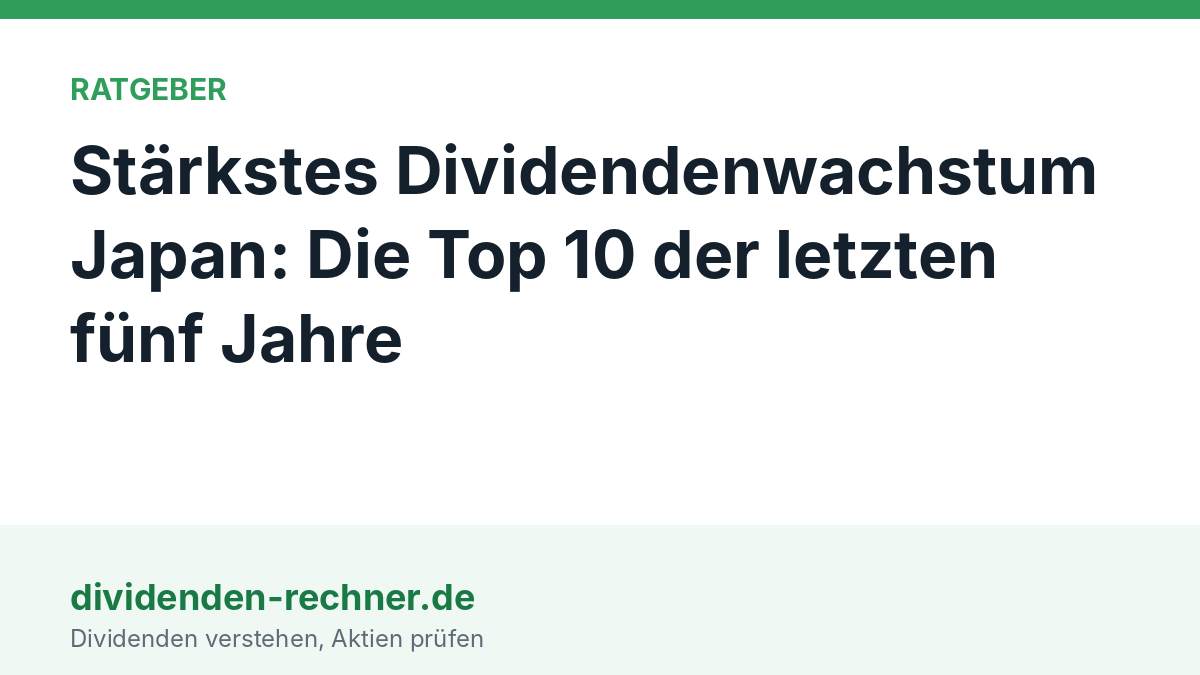 RATGEBER
Stärkstes Dividendenwachstum
Japan: Die Top 10 der letzten
fünf Jahre
dividenden-rechner.de
Dividenden verstehen, Aktien prüfen